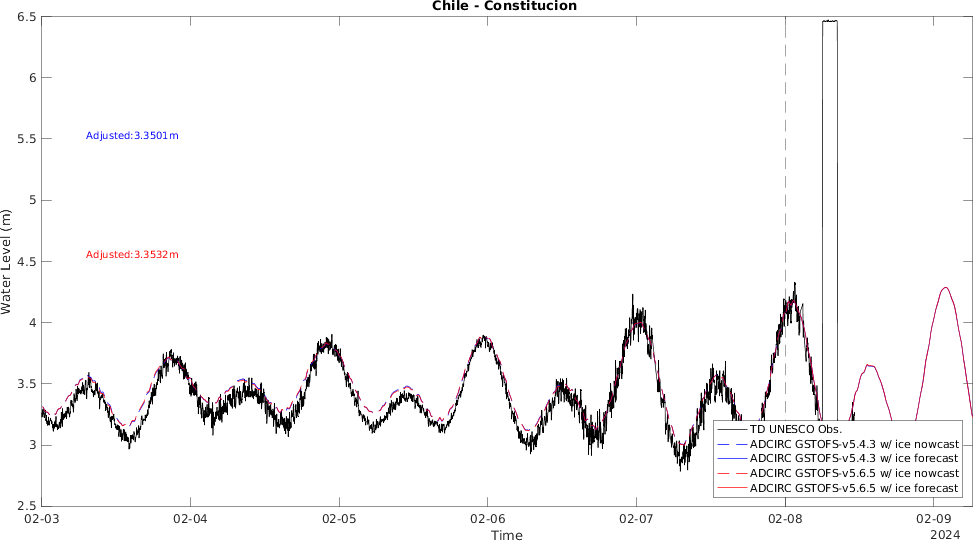 Chile - Constitucion
6.5
6
5.5
5
4.5
4
3.5
3
2.5
Water Level (m)
Adjusted:3.3501m
Adjusted:3.3532m
TD UNESCO Obs.
ADCIRC GSTOFS-v5.4.3 w/ ice nowcast
ADCIRC GSTOFS-v5.4.3 w/ ice forecast
ADCIRC GSTOFS-v5.6.5 w/ ice nowcast
ADCIRC GSTOFS-v5.6.5 w/ ice forecast
02-03 02-04 02-05 02-06 02-07 02-08 02-09
Time
2024